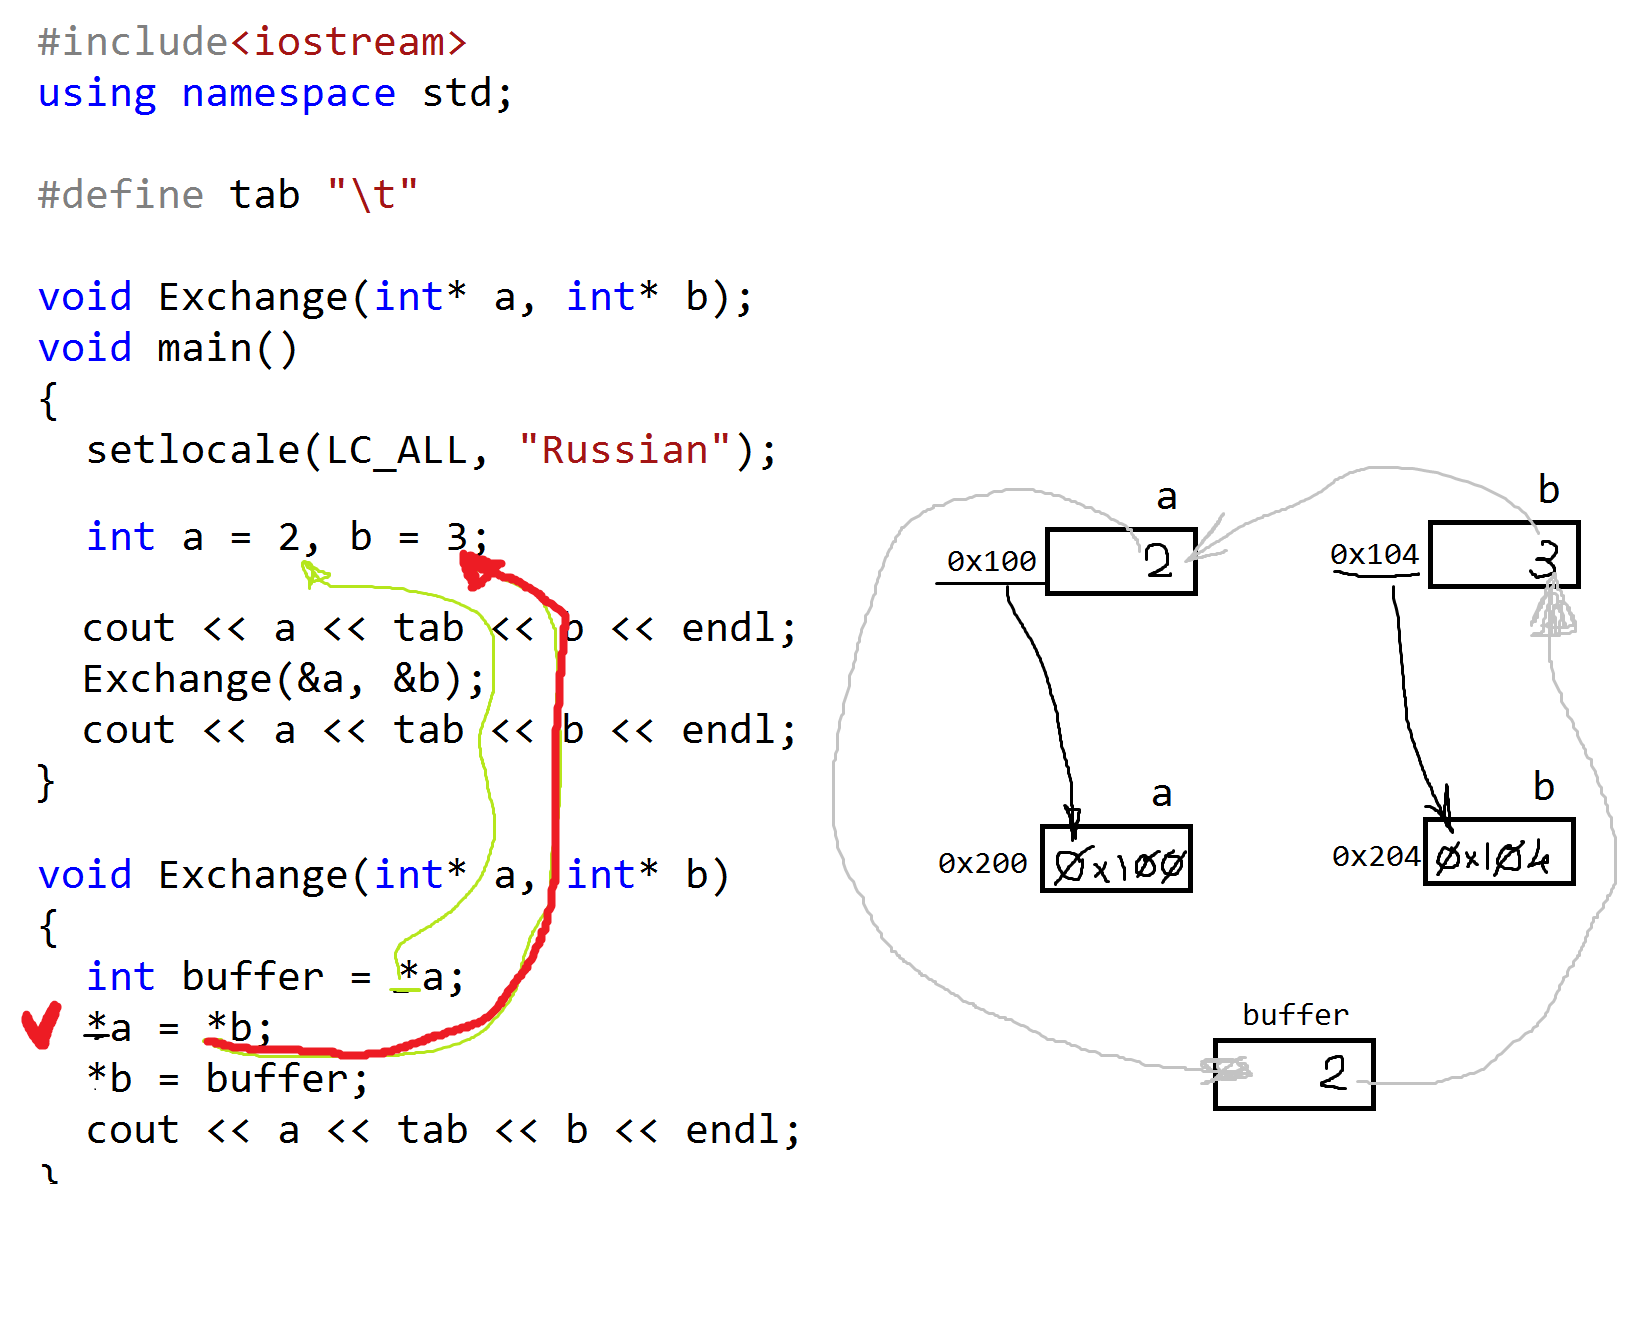 #include<iostream>
using namespace std;
#define tab "\t"
void Exchange(int* a, int* b);
void main()
{
setlocale(LC_ALL, "Russian");
int a = 2, b = 3;
cout << a << tab << b << endl;
Exchange(&a, &b);
cout << a << tab << b << endl;
}
void Exchange(int* a, int* b)
{
int buffer = *a;
*a = *b;
*b = buffer;
cout << a << tab << b << endl;
}
a
0x100 2
b
0x104 3
a
0x200 0x100
b
0x204 0x104
buffer
2